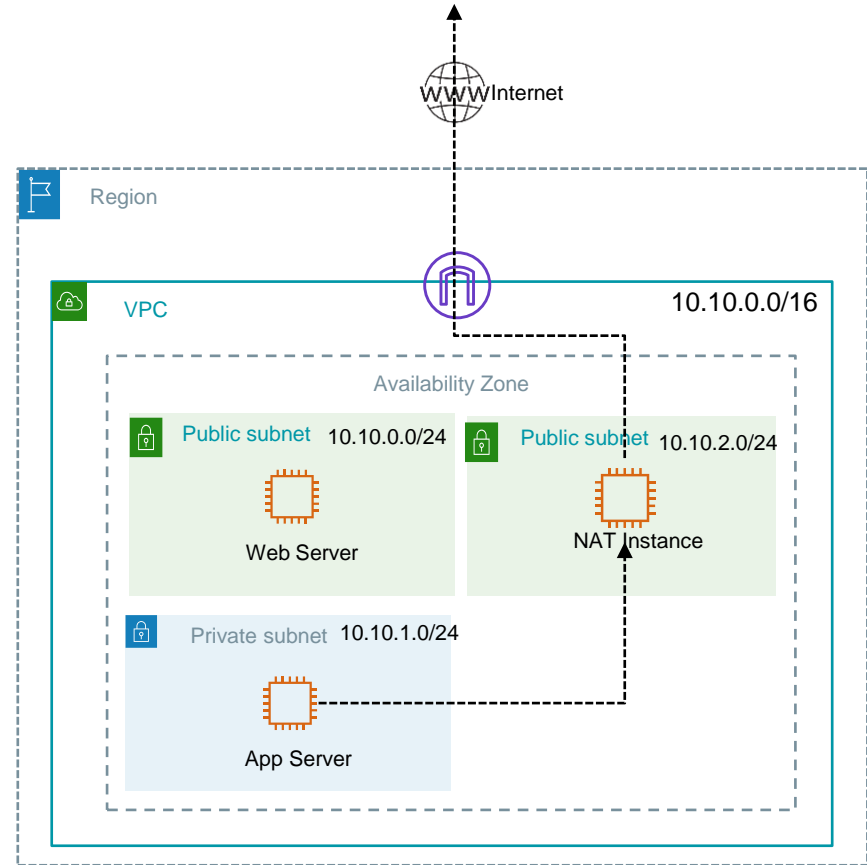 WWW Internet
Region
VPC
10.10.0.0/16
Availability Zone
Public subnet 10.10.0.0/24
Public subnet 10.10.2.0/24
Web Server
NAT Instance
Private subnet 10.10.1.0/24
App Server